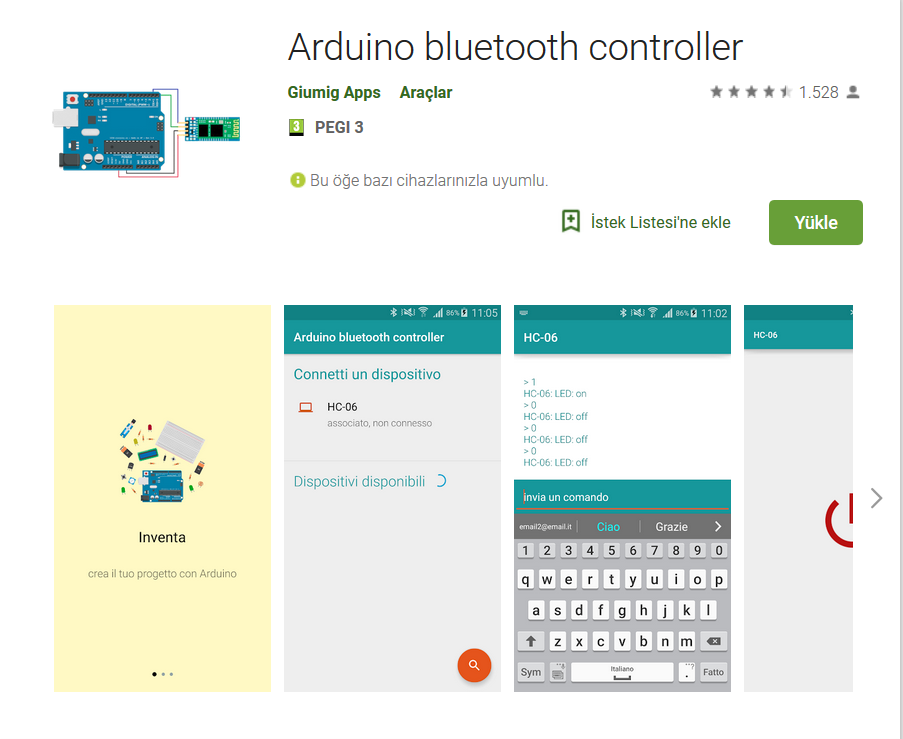 Arduino bluetooth controller
Giumig Apps Araçlar
1.528
3 PEGI 3
Bu öğe bazı cihazlarınızla uyumlu.
İstek Listesi'ne ekle
Yükle
Inventa
crea il tuo progetto con Arduino
86% 11:05
Arduino bluetooth controller
Connetti un dispositivo
HC-06
associato, non connesso
Dispositivi disponibili
86% 11:02
HC-06
> 1
HC-06: LED: on
> 0
HC-06: LED: off
> 0
HC-06: LED: off
> 0
HC-06: LED: off
invia un comando
email2@email.it Ciao Grazie
1 2 3 4 5 6 7 8 9 0
q w e r t y u i o p
a s d f g h j k l
z x c v b n m
Sym Italiano . Fatto
HC-06